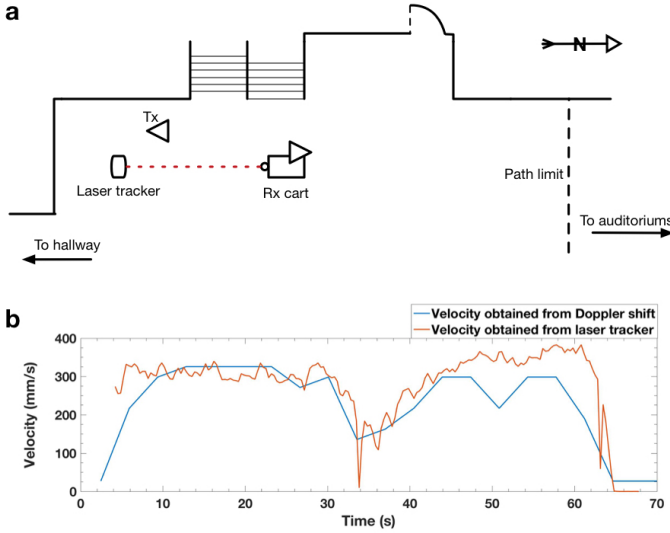 a
N
Tx
Path limit
Laser tracker
Rx cart
To auditoriums
To hallway
b
Velocity obtained from Doppler shift
Velocity obtained from laser tracker
400
300
200
100
0
Velocity (mm/s)
0 10 20 30 40 50 60 70
Time (s)